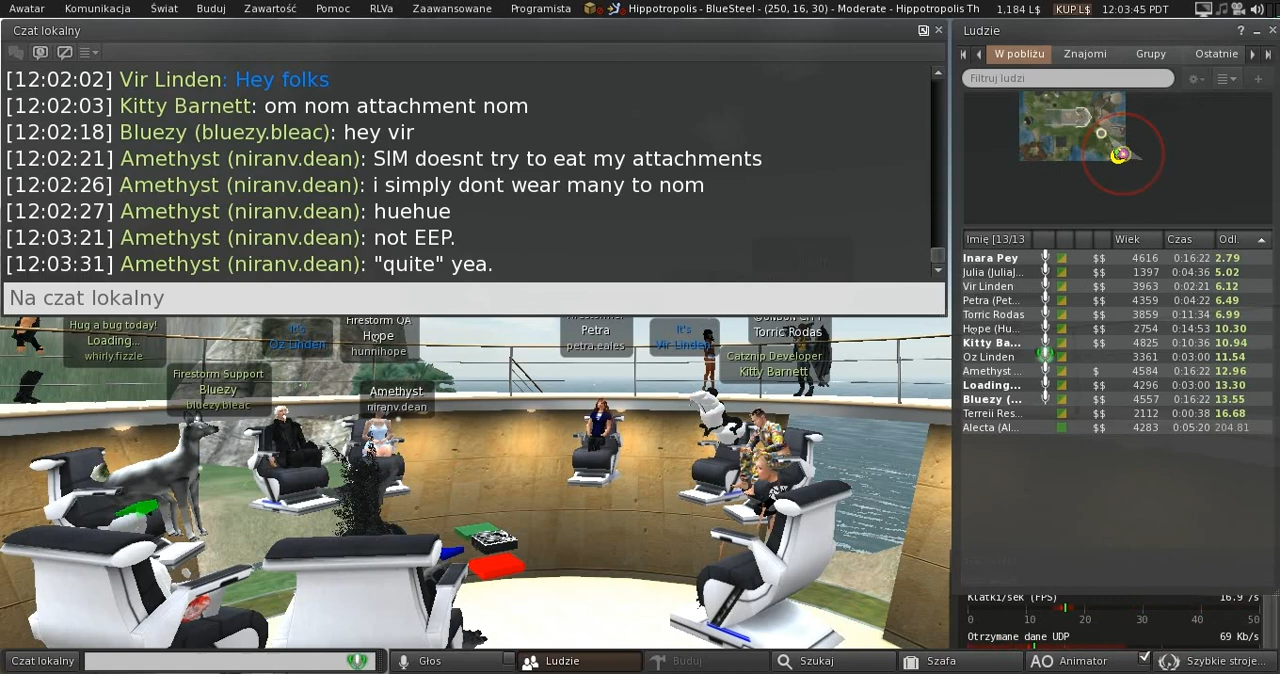 Awatar Komunikacja Świat Buduj Zawartość Pomoc RLVa Zaawansowane Programista Hippotropolis - BlueSteel - (250, 16, 30) - Moderate - Hippotropolis Th 1,184 L$ KUP L$ 12:03:45 PDT
Czat lokalny
[12:02:02] Vir Linden: Hey folks
[12:02:03] Kitty Barnett: om nom attachment nom
[12:02:18] Bluezy (bluezy.bleac): hey vir
[12:02:21] Amethyst (niranv.dean): SIM doesnt try to eat my attachments
[12:02:26] Amethyst (niranv.dean): i simply dont wear many to nom
[12:02:27] Amethyst (niranv.dean): huehue
[12:03:21] Amethyst (niranv.dean): not EEP.
[12:03:31] Amethyst (niranv.dean): "quite" yea.
Na czat lokalny
Hug a bug today!
Loading...
whirly.fizzle
It's
Oz Linden
Firestorm QA
Hope
hunnihope
Petra
petra.eales
It's
Vir Linden
Torric Rodas
Catznip Developer
Kitty Barnett
Firestorm Support
Bluezy
bluezy.bleac
Amethyst
niranv.dean
Ludzie
W pobliżu Znajomi Grupy Ostatnie
Filtruj ludzi
Imię [13/13 Wiek Czas Odl.
Inara Pey $$ 4616 0:16:22 2.79
Julia (JuliaJ... $$ 1397 0:04:36 5.02
Vir Linden $$ 3963 0:02:21 6.12
Petra (Pet... $$ 4359 0:04:22 6.49
Torric Rodas $$ 3859 0:11:34 6.99
Hope (Hu... $$ 2754 0:14:53 10.30
Kitty Ba... $$ 4825 0:10:36 10.94
Oz Linden 3361 0:03:00 11.54
Amethyst ... $ 4584 0:16:22 12.96
Loading... $$ 4296 0:03:00 13.30
Bluezy (... $$ 4557 0:16:22 13.55
Terreii Res... $$ 2112 0:00:38 16.68
Alecta (Al... $$ 4283 0:05:20 204.81
Klatki/sek (FPS) 16.9 /s
0 10 20 30 40 50
Otrzymane dane UDP 69 Kb/s
Czat lokalny Głos Ludzie Buduj Szukaj Szafa AO Animator Szybkie stroje...